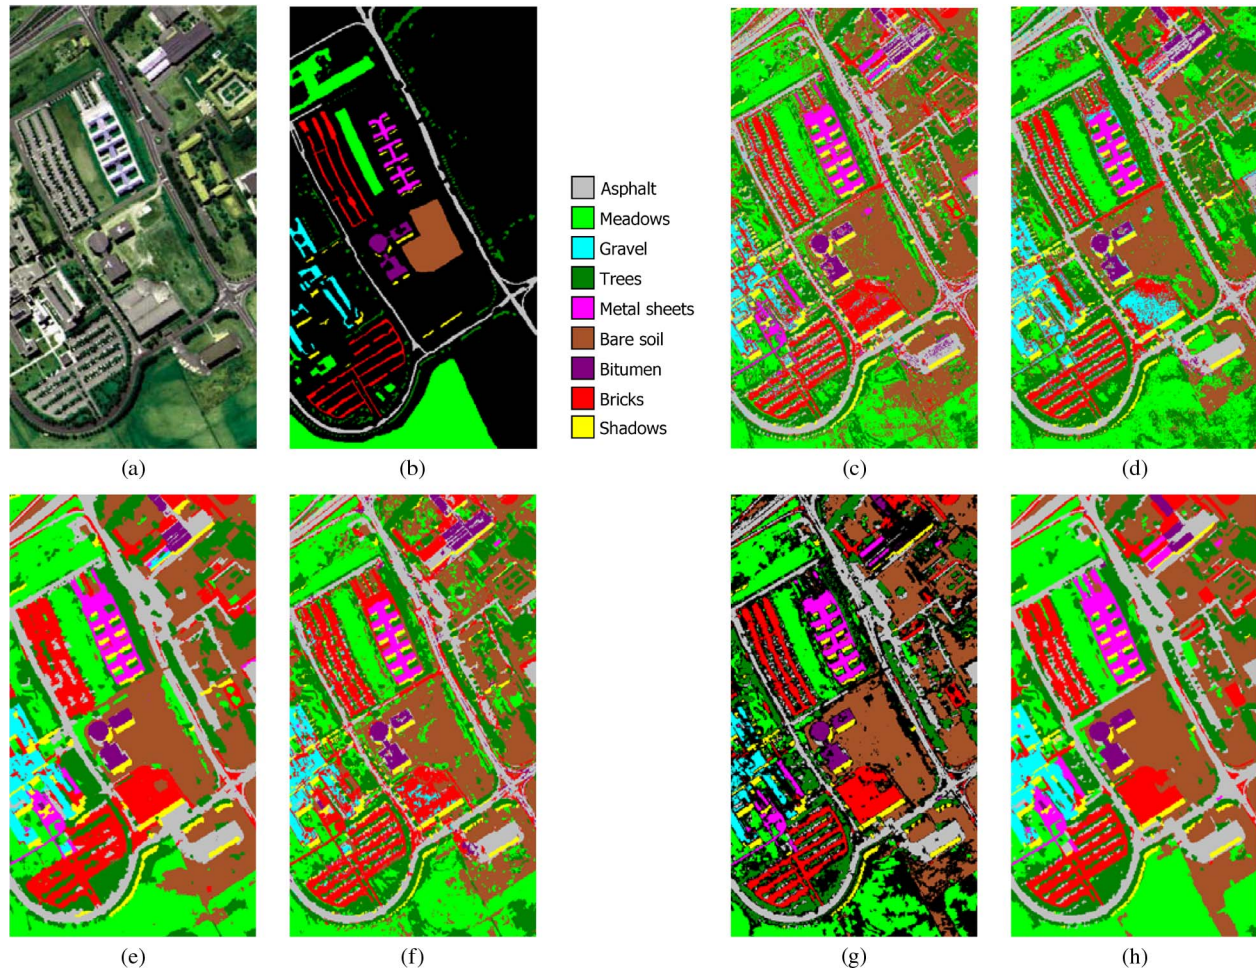 Asphalt
Meadows
Gravel
Trees
Metal sheets
Bare soil
Bitumen
Bricks
Shadows
(a)
(b)
(c)
(d)
(e)
(f)
(g)
(h)